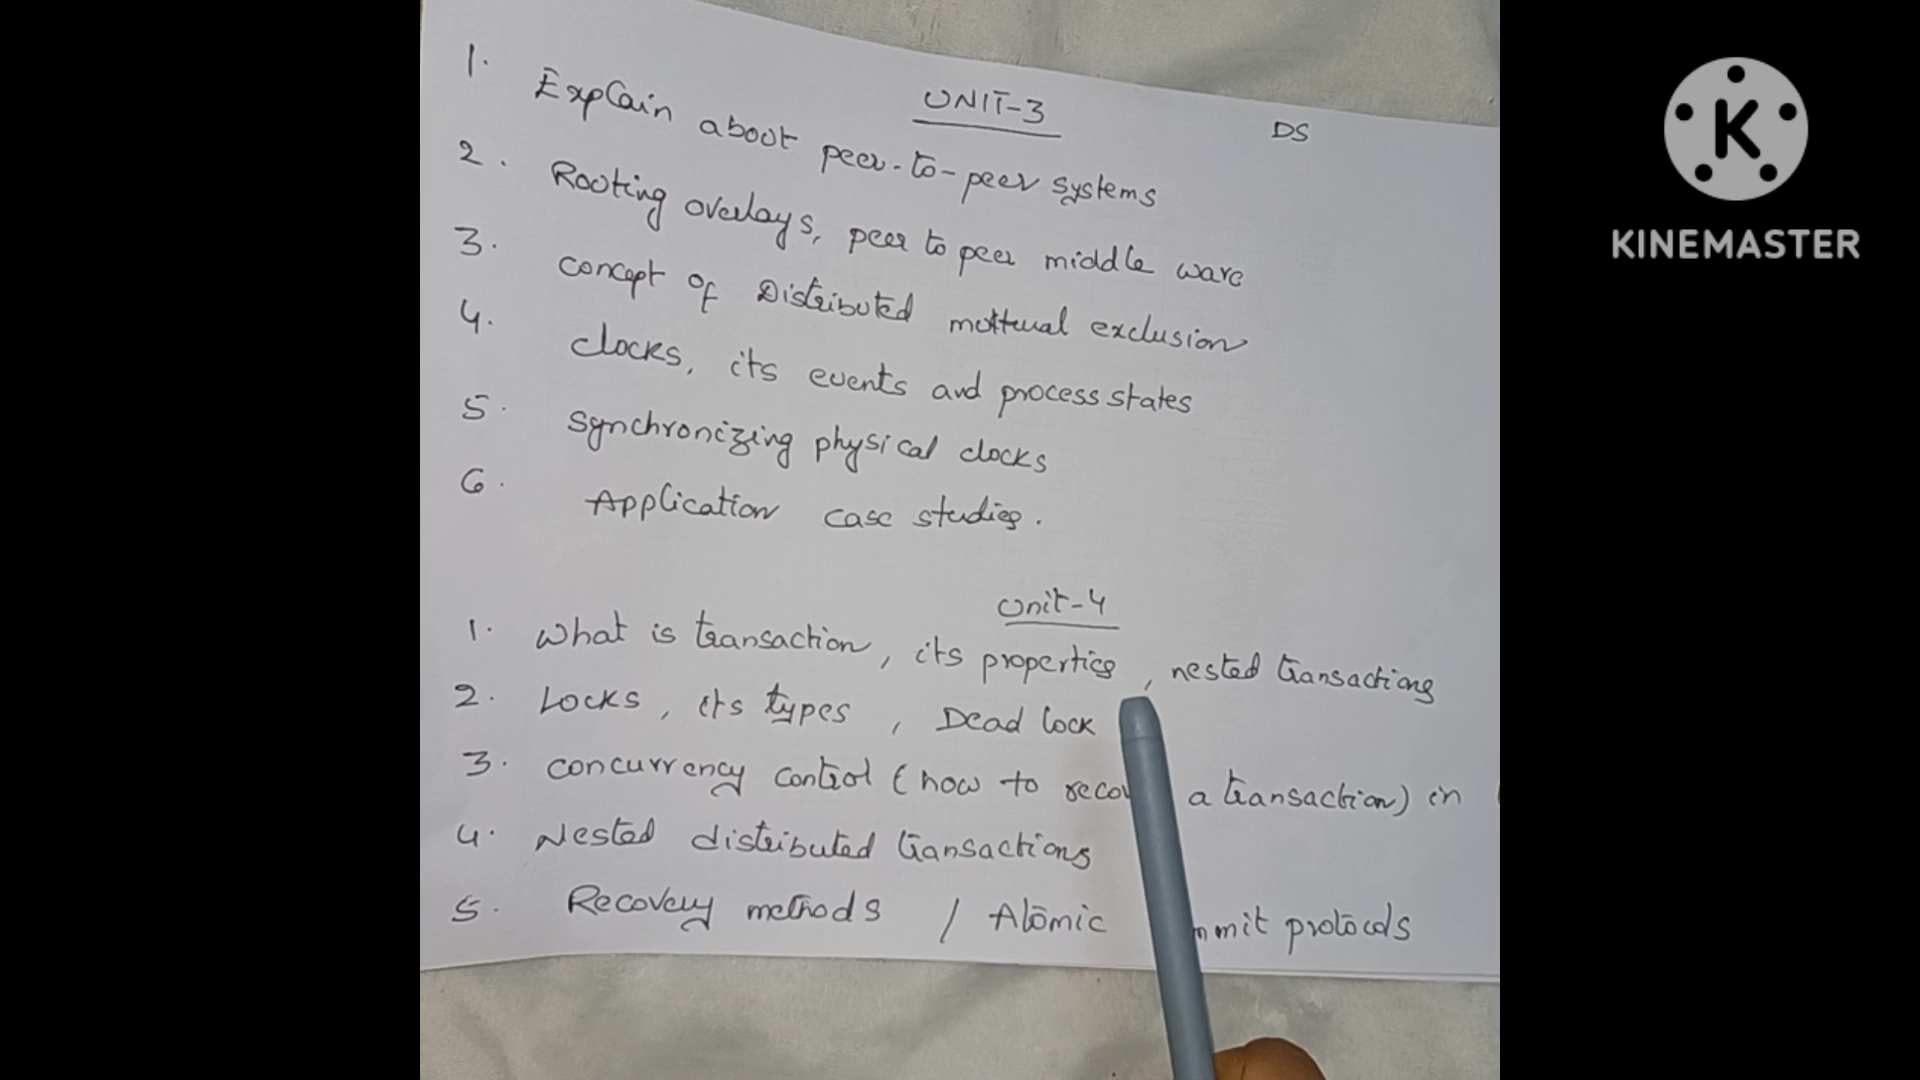 UNIT-3
DS
1. Explain about peer-to-peer systems
2. Rooting overlays, peer to peer middle ware
3. concept of Distributed muttual exclusion
4. clocks, its events and process states
5. synchronizing physical clocks
6. Application case studies.
Unit-4
1. What is transaction, its properties, nested transactions
2. Locks, its types, Dead lock
3. concurrency control (how to a transaction) in
4. Nested distributed transactions
5. Recovery methods / Atomic protocols
K
KINEMASTER